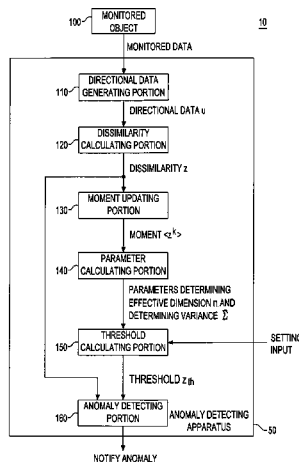 100
MONITORED
OBJECT
10
MONITORED DATA
110
DIRECTIONAL DATA
GENERATING PORTION
DIRECTIONAL DATA u
120
DISSIMILARITY
CALCULATING PORTION
DISSIMILARITY z
130
MOMENT UPDATING
PORTION
MOMENT <z^k>
140
PARAMETER
CALCULATING PORTION
PARAMETERS DETERMINING
EFFECTIVE DIMENSION n AND
DETERMINING VARIANCE Σ
150
THRESHOLD
CALCULATING PORTION
SETTING
INPUT
THRESHOLD z_th
160
ANOMALY DETECTING
PORTION
ANOMALY DETECTING
APPARATUS
50
NOTIFY ANOMALY